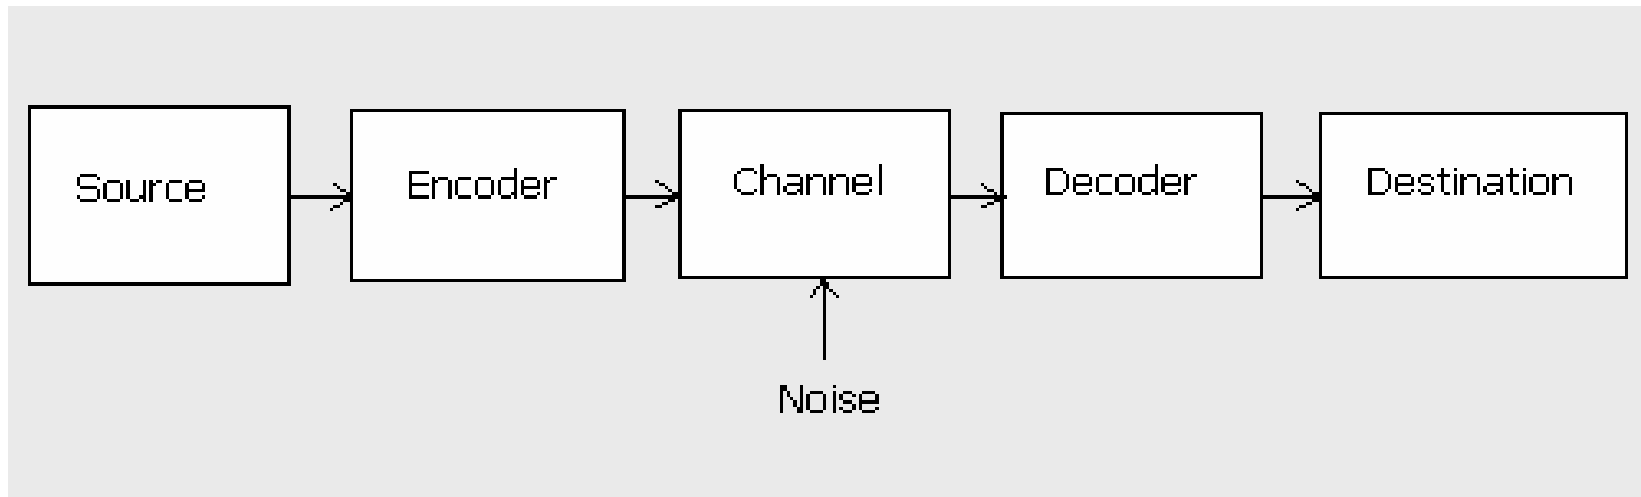 Source
Encoder
Channel
Decoder
Destination
Noise